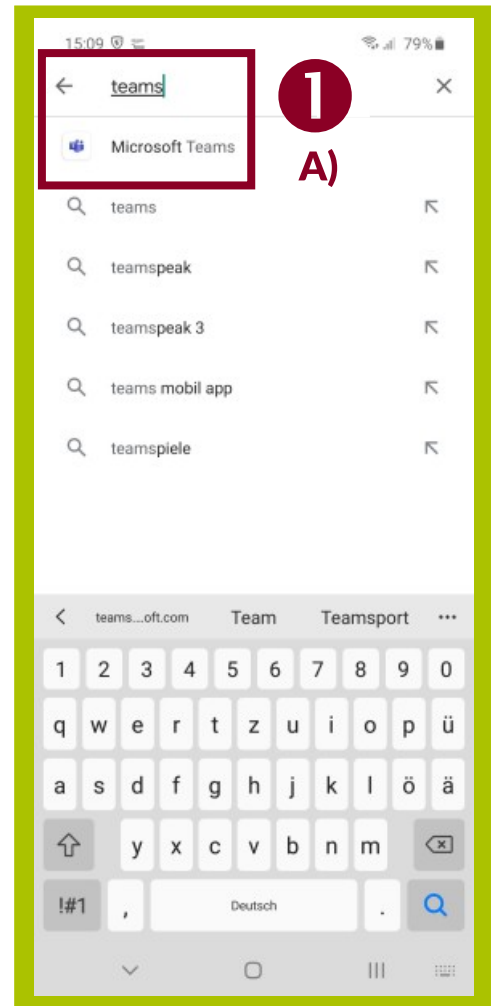 15:09 79%
teams
1
Microsoft Teams
A)
teams
teamspeak
teamspeak 3
teams mobil app
teamspiele
teams...oft.com Team Teamsport ...
1 2 3 4 5 6 7 8 9 0
q w e r t z u i o p ü
a s d f g h j k l ö ä
y x c v b n m
!#1 , Deutsch .